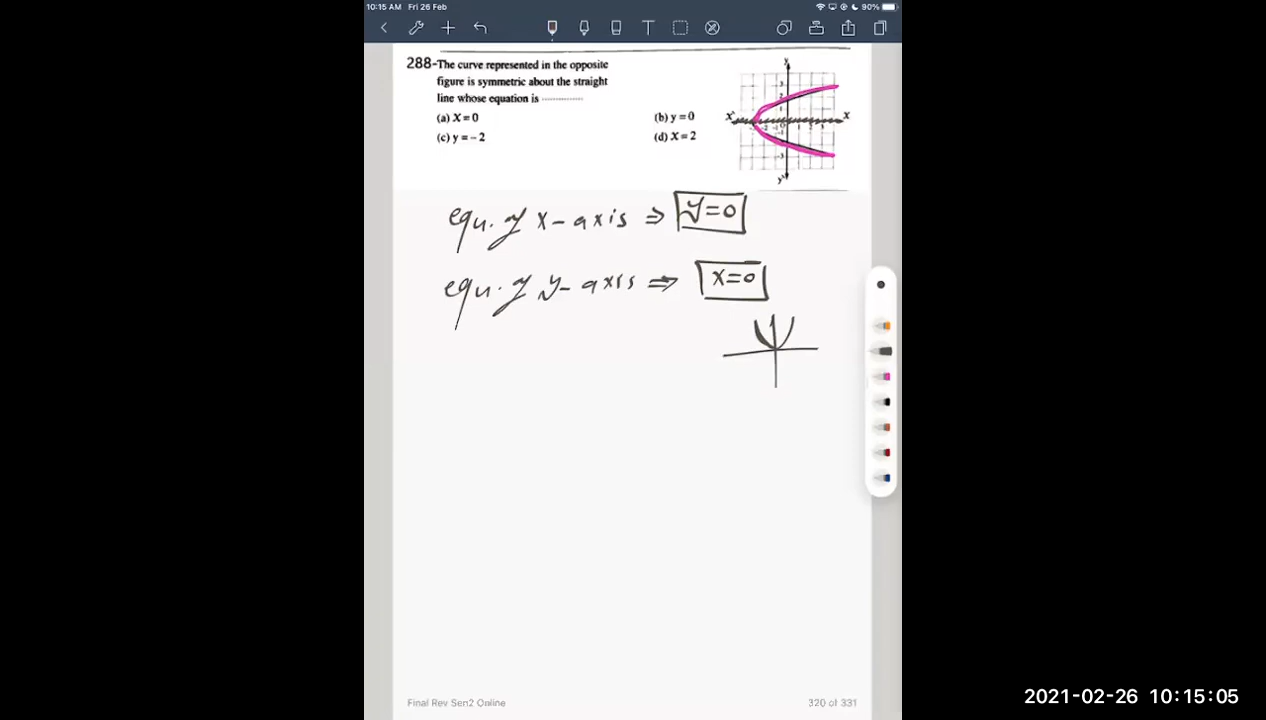 10:15 AM Fri 26 Feb
90%
288-The curve represented in the opposite
figure is symmetric about the straight
line whose equation is ..............
(a) X = 0
(b) y = 0
(c) y = - 2
(d) X = 2
y
x' x
y'
equ. of x-axis ⇒ y=0
equ. of y-axis ⇒ x=0
Final Rev Sen2 Online
320 of 331
2021-02-26 10:15:05